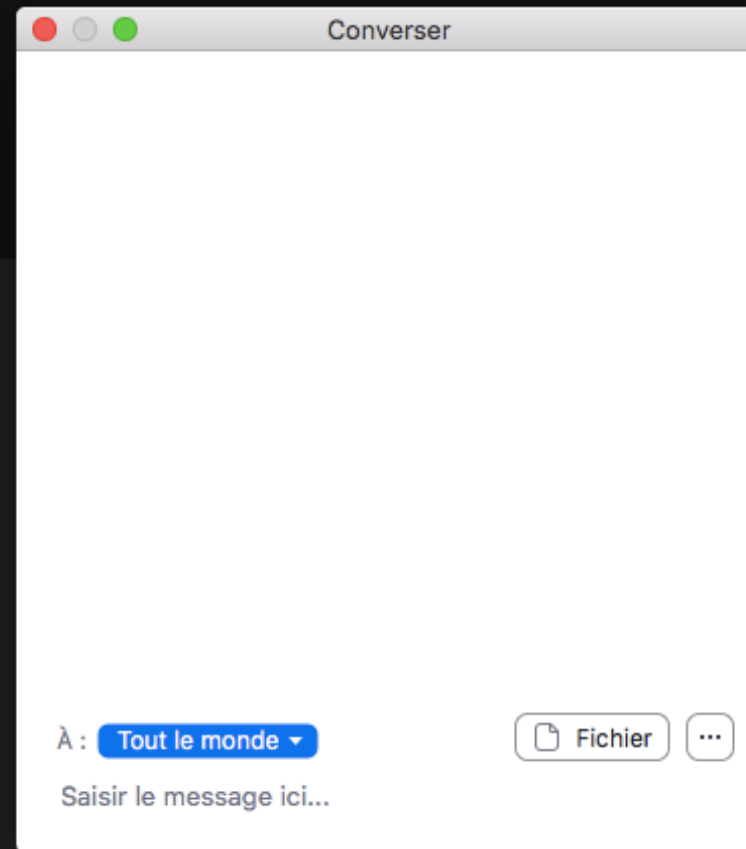 Converser
À : Tout le monde
Fichier
...
Saisir le message ici...